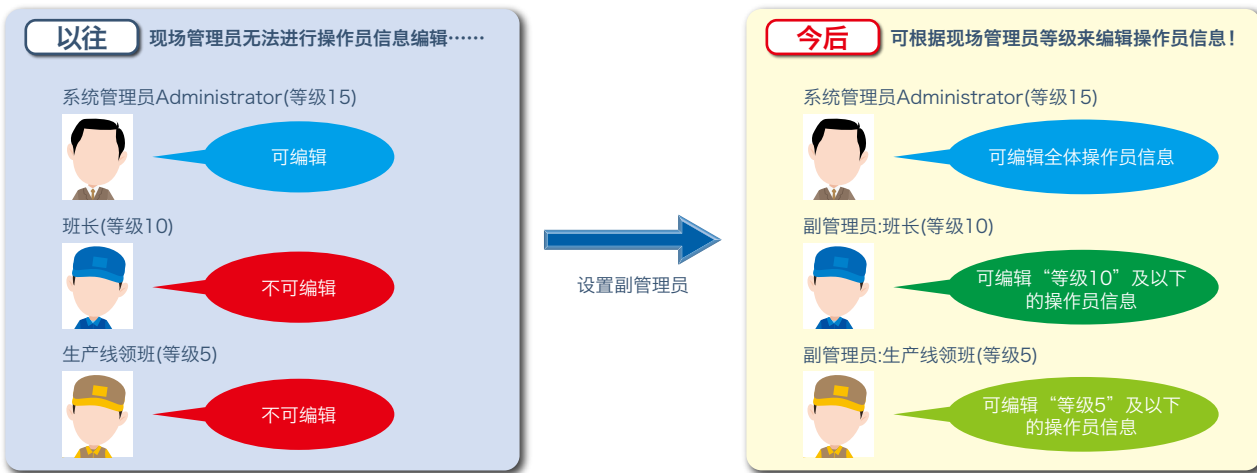 以往
现场管理员无法进行操作员信息编辑……
系统管理员Administrator(等级15)
可编辑
班长(等级10)
不可编辑
生产线领班(等级5)
不可编辑
设置副管理员
今后
可根据现场管理员等级来编辑操作员信息！
系统管理员Administrator(等级15)
可编辑全体操作员信息
副管理员:班长(等级10)
可编辑“等级10”及以下
的操作员信息
副管理员:生产线领班(等级5)
可编辑“等级5”及以下
的操作员信息